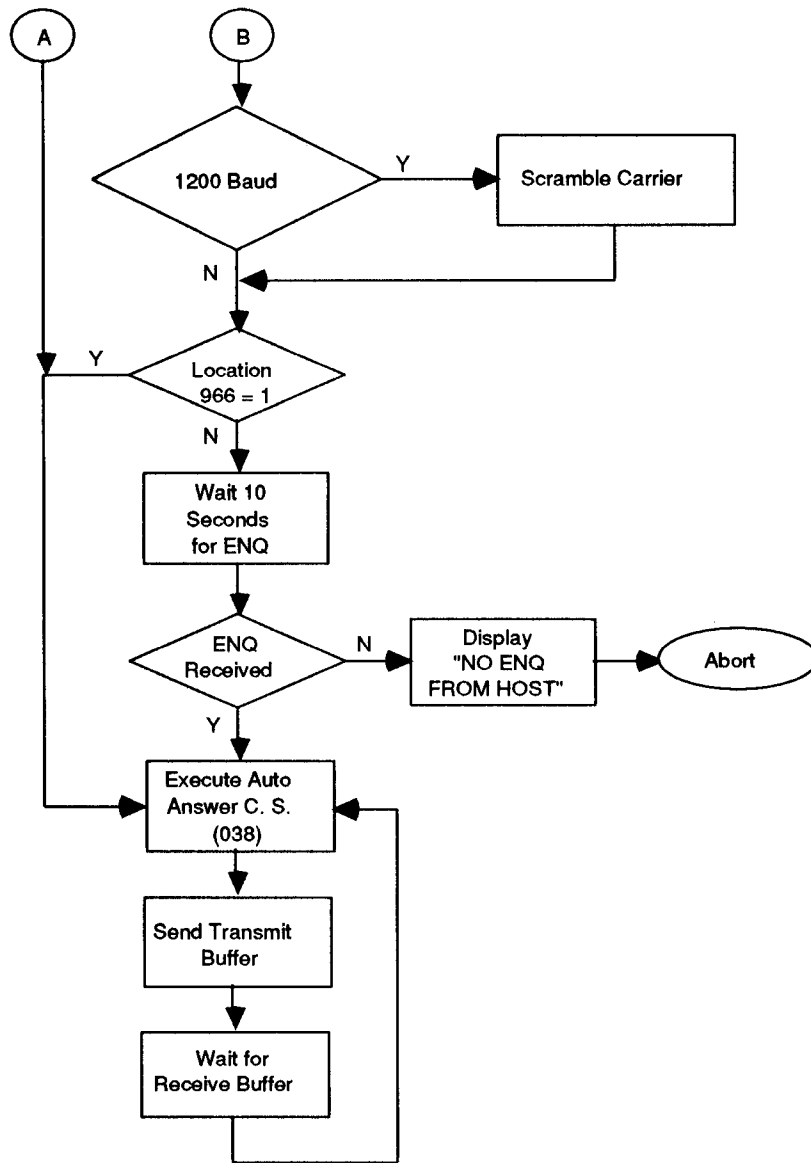 A
B
1200 Baud
Y
Scramble Carrier
N
Y
Location
966 = 1
N
Wait 10
Seconds
for ENQ
ENQ
Received
N
Display
"NO ENQ
FROM HOST"
Abort
Y
Execute Auto
Answer C. S.
(038)
Send Transmit
Buffer
Wait for
Receive Buffer